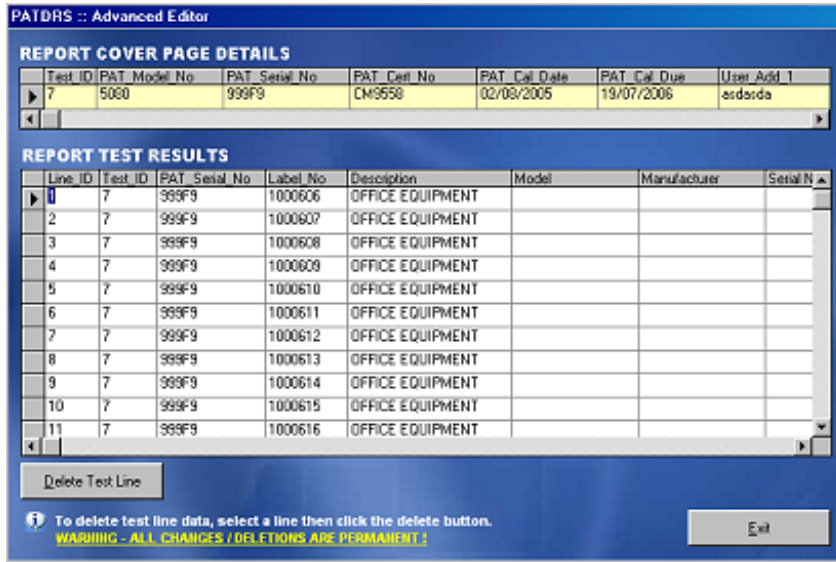 PATDRS :: Advanced Editor
REPORT COVER PAGE DETAILS
Test_ID PAT_Model_No PAT_Serial_No PAT_Cert_No PAT_Cal_Date PAT_Cal_Due User_Add_1
7 5080 999F9 CM9558 02/08/2005 19/07/2006 asdasda
REPORT TEST RESULTS
Line_ID Test_ID PAT_Serial_No Label_No Description Model Manufacturer Serial N
1 7 999F9 1000606 OFFICE EQUIPMENT
2 7 999F9 1000607 OFFICE EQUIPMENT
3 7 999F9 1000608 OFFICE EQUIPMENT
4 7 999F9 1000609 OFFICE EQUIPMENT
5 7 999F9 1000610 OFFICE EQUIPMENT
6 7 999F9 1000611 OFFICE EQUIPMENT
7 7 999F9 1000612 OFFICE EQUIPMENT
8 7 999F9 1000613 OFFICE EQUIPMENT
9 7 999F9 1000614 OFFICE EQUIPMENT
10 7 999F9 1000615 OFFICE EQUIPMENT
11 7 999F9 1000616 OFFICE EQUIPMENT
Delete Test Line
To delete test line data, select a line then click the delete button.
WARNING - ALL CHANGES / DELETIONS ARE PERMANENT !
Exit